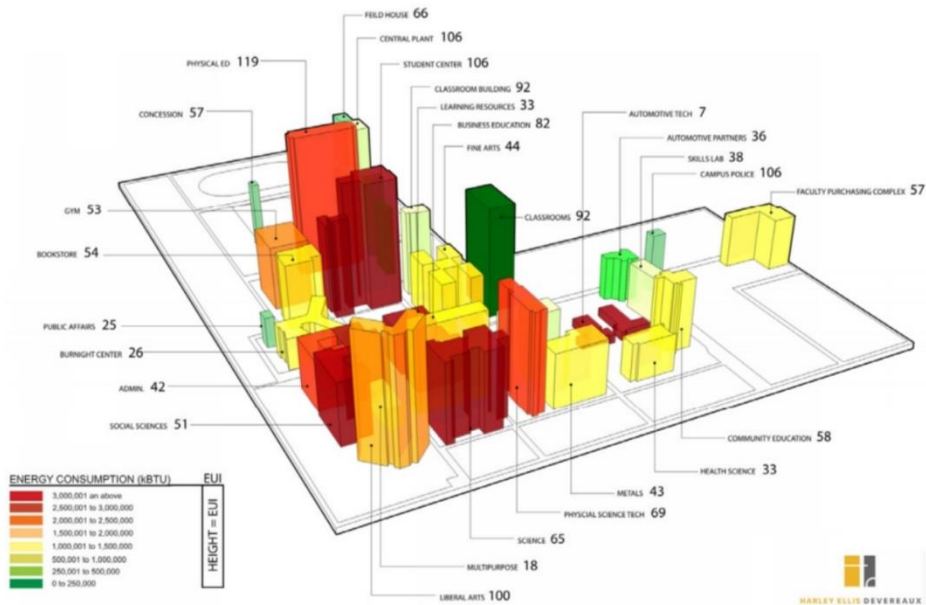 FEILD HOUSE 66
CENTRAL PLANT 106
PHYSICAL ED 119
STUDENT CENTER 106
CLASSROOM BUILDING 92
LEARNING RESOURCES 33
CONCESSION 57
AUTOMOTIVE TECH 7
BUSINESS EDUCATION 82
AUTOMOTIVE PARTNERS 36
FINE ARTS 44
SKILLS LAB 38
CAMPUS POLICE 106
FACULTY PURCHASING COMPLEX 57
GYM 53
CLASSROOMS 92
BOOKSTORE 54
PUBLIC AFFAIRS 25
BURNIGHT CENTER 26
ADMIN. 42
SOCIAL SCIENCES 51
COMMUNITY EDUCATION 58
HEALTH SCIENCE 33
METALS 43
PHYSCIAL SCIENCE TECH 69
SCIENCE 65
MULTIPURPOSE 18
LIBERAL ARTS 100
ENERGY CONSUMPTION (kBTU) EUI
3,000,001 an above
2,500,001 to 3,000,000
2,000,001 to 2,500,000
1,500,001 to 2,000,000
1,000,001 to 1,500,000
500,001 to 1,000,000
250,001 to 500,000
0 to 250,000
HEIGHT = EUI
HARLEY ELLIS DEVEREAUX